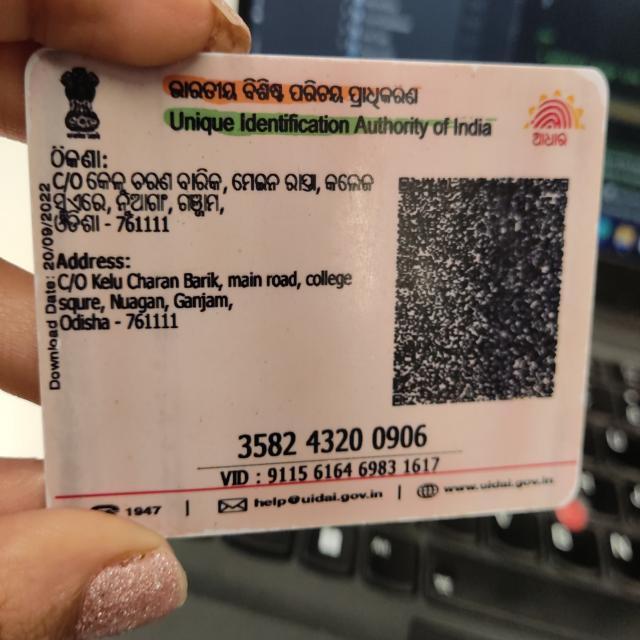 ଭାରତୀୟ ବିଶିଷ୍ଟ ପରିଚୟ ପ୍ରାଧିକରଣ
Unique Identification Authority of India
ଆଧାର
ଠିକଣା:
C/O କେଳୁ ଚରଣ ବାରିକ, ମେଇନ ରାସ୍ତା, କଲେଜ
ନୂଆଗାଂ, ଗଞ୍ଜାମ,
ଓଡିଶା - 761111
Address:
C/O Kelu Charan Barik, main road, college
squre, Nuagan, Ganjam,
Odisha - 761111
Download Date: 20/09/2022
3582 4320 0906
VID : 9115 6164 6983 1617
1947 | help@uidai.gov.in | www.uidai.gov.in